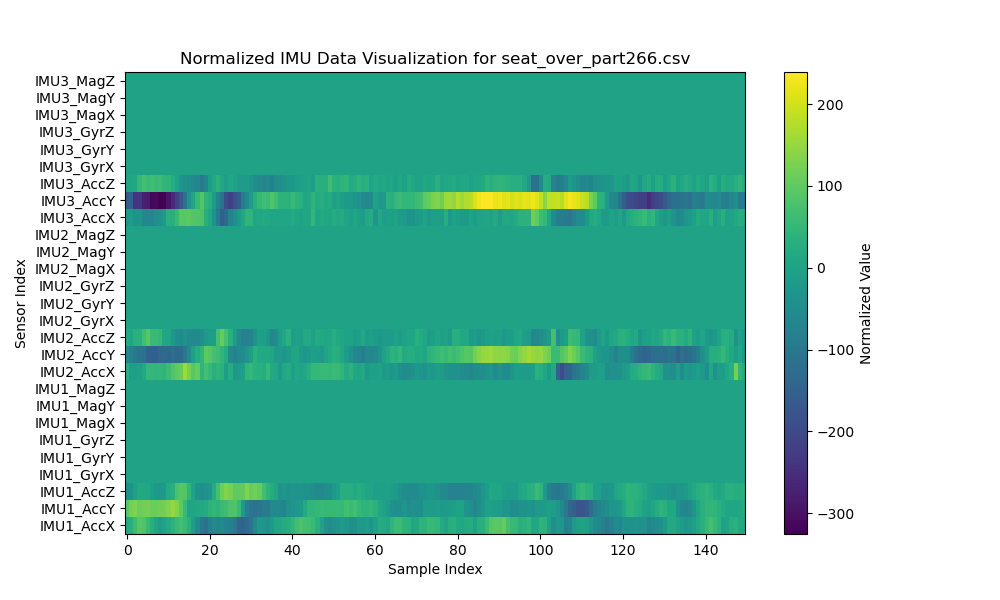 Normalized IMU Data Visualization for seat_over_part266.csv
IMU3_MagZ
IMU3_MagY
IMU3_MagX
IMU3_GyrZ
IMU3_GyrY
IMU3_GyrX
IMU3_AccZ
IMU3_AccY
IMU3_AccX
IMU2_MagZ
IMU2_MagY
IMU2_MagX
IMU2_GyrZ
IMU2_GyrY
IMU2_GyrX
IMU2_AccZ
IMU2_AccY
IMU2_AccX
IMU1_MagZ
IMU1_MagY
IMU1_MagX
IMU1_GyrZ
IMU1_GyrY
IMU1_GyrX
IMU1_AccZ
IMU1_AccY
IMU1_AccX
Sensor Index
0 20 40 60 80 100 120 140
Sample Index
200
100
0
−100
−200
−300
Normalized Value